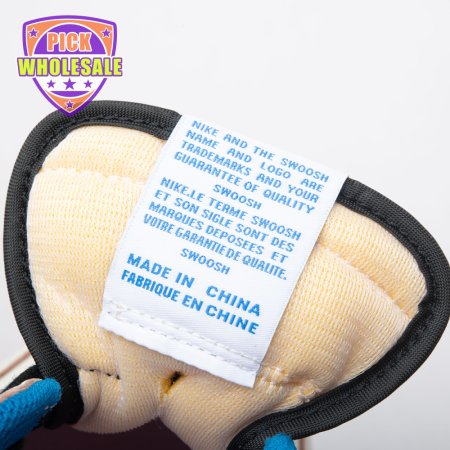 PICK
WHOLESALE
NIKE AND THE SWOOSH
NAME AND LOGO ARE
TRADEMARKS AND YOUR
GUARANTEE OF QUALITY
SWOOSH
NIKE.LE TERME SWOOSH
ET SON SIGLE SONT DES
MARQUES DEPOSEES ET
VOTRE GARANTIE DE QUALITE.
SWOOSH
MADE IN CHINA
FABRIQUE EN CHINE